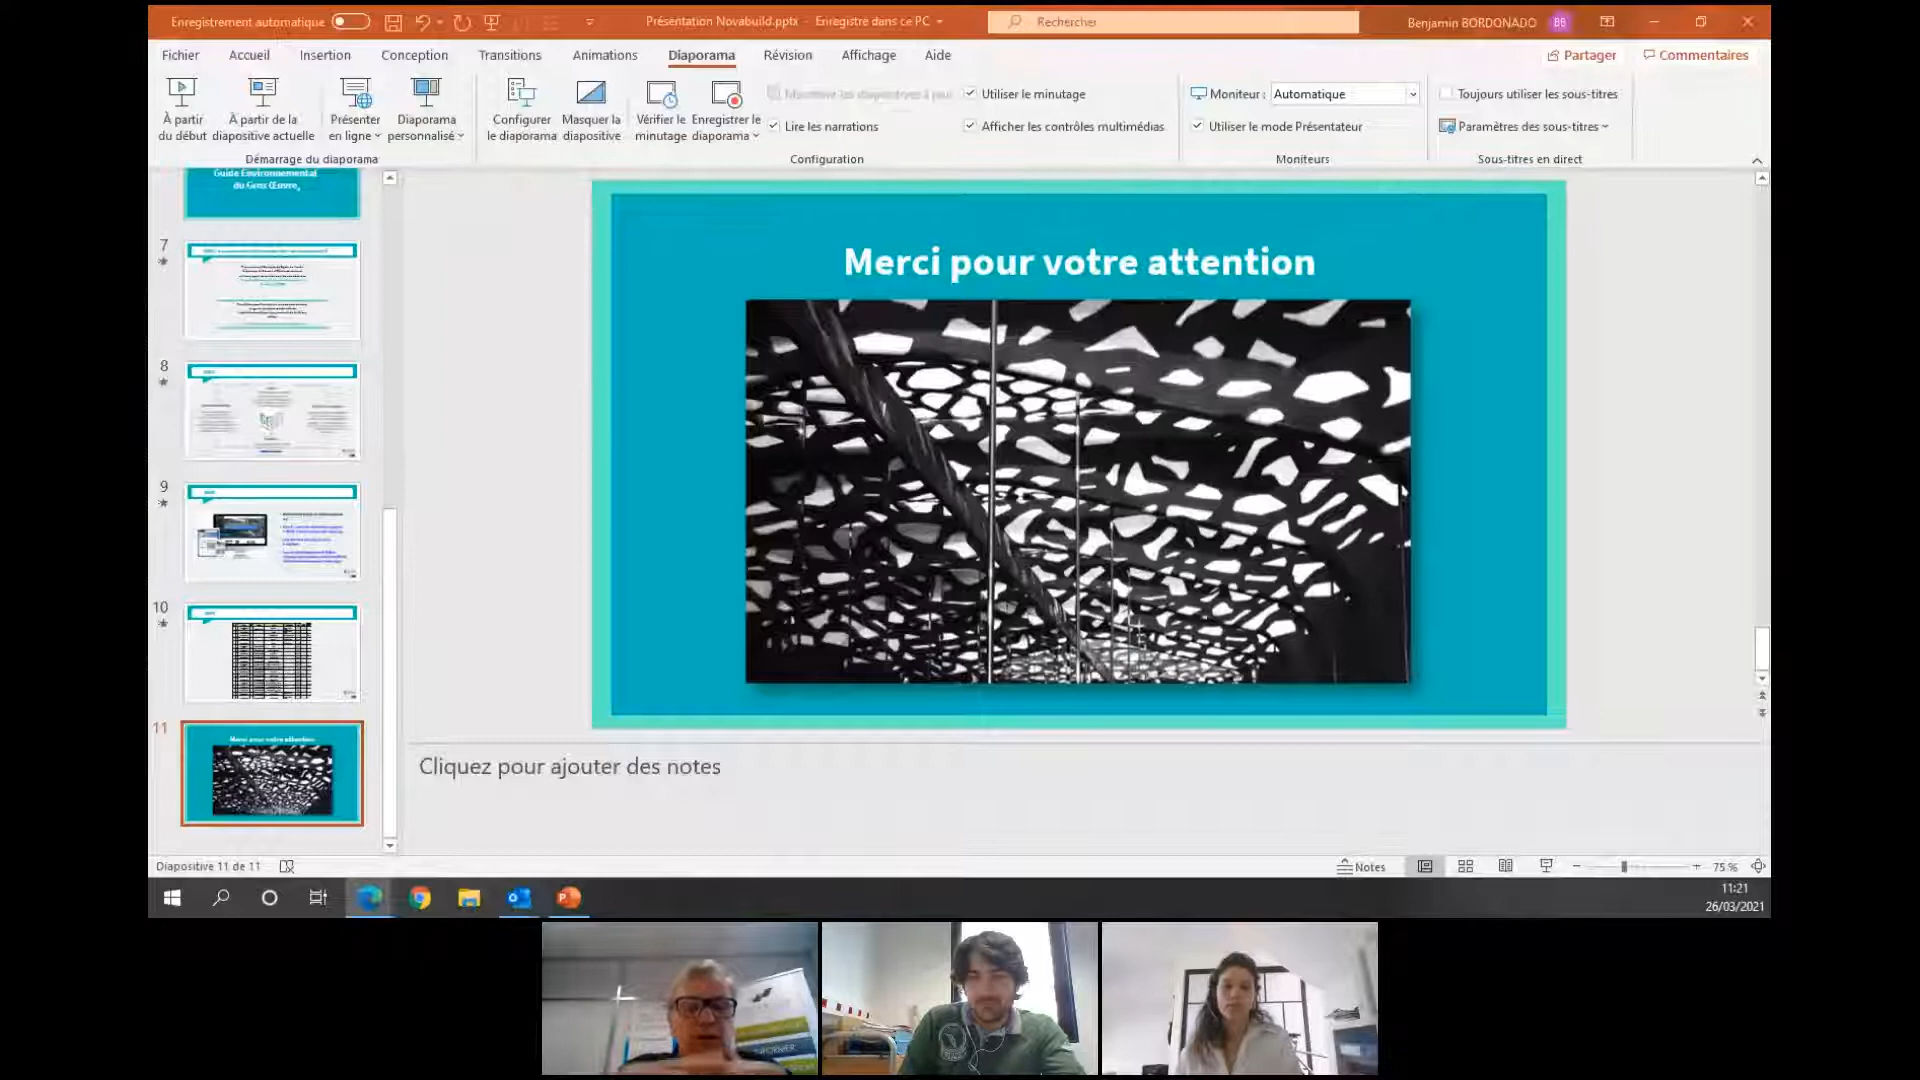 Enregistrement automatique
Présentation Novabuild.pptx - Enregistré dans ce PC
Rechercher
Benjamin BORDONADO
BB
Fichier
Accueil
Insertion
Conception
Transitions
Animations
Diaporama
Révision
Affichage
Aide
Partager
Commentaires
À partir
du début
À partir de la
diapositive actuelle
Présenter
en ligne
Diaporama
personnalisé
Démarrage du diaporama
Configurer
le diaporama
Masquer la
diapositive
Vérifier le
minutage
Enregistrer le
diaporama
Utiliser le minutage
Lire les narrations
Afficher les contrôles multimédias
Configuration
Moniteur :
Automatique
Utiliser le mode Présentateur
Moniteurs
Toujours utiliser les sous-titres
Paramètres des sous-titres
Sous-titres en direct
Guide Environnemental
du Gros Œuvre
7
8
9
10
11
Merci pour votre attention
Merci pour votre attention
Cliquez pour ajouter des notes
Diapositive 11 de 11
Notes
75 %
11:21
26/03/2021